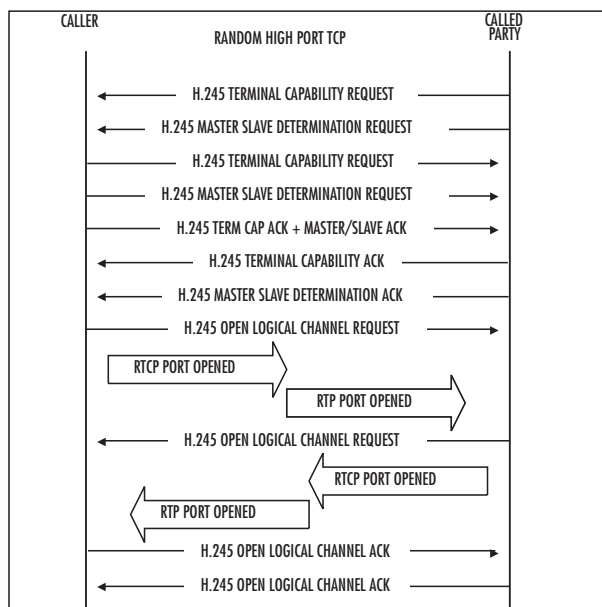 CALLER
CALLED
PARTY
RANDOM HIGH PORT TCP
H.245 TERMINAL CAPABILITY REQUEST
H.245 MASTER SLAVE DETERMINATION REQUEST
H.245 TERMINAL CAPABILITY REQUEST
H.245 MASTER SLAVE DETERMINATION REQUEST
H.245 TERM CAP ACK + MASTER/SLAVE ACK
H.245 TERMINAL CAPABILITY ACK
H.245 MASTER SLAVE DETERMINATION ACK
H.245 OPEN LOGICAL CHANNEL REQUEST
RTCP PORT OPENED
RTP PORT OPENED
H.245 OPEN LOGICAL CHANNEL REQUEST
RTCP PORT OPENED
RTP PORT OPENED
H.245 OPEN LOGICAL CHANNEL ACK
H.245 OPEN LOGICAL CHANNEL ACK